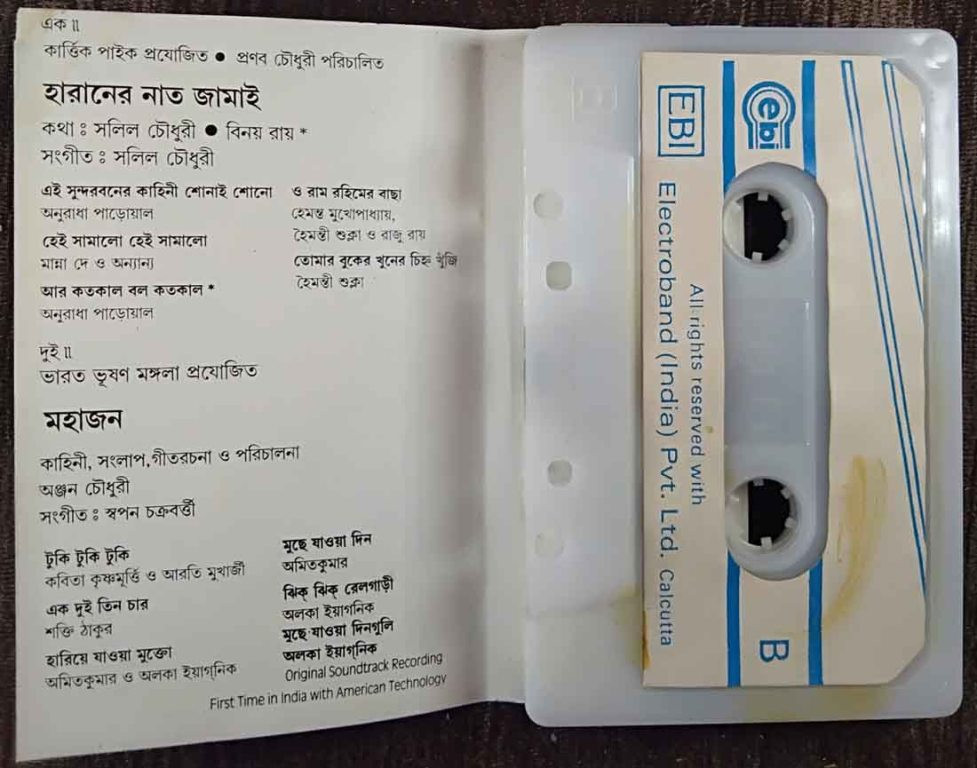 এক ॥
কার্ত্তিক পাইক প্রযোজিত ● প্রণব চৌধুরী পরিচালিত
হারানের নাত জামাই
কথা : সলিল চৌধুরী ● বিনয় রায় *
সংগীত : সলিল চৌধুরী
এই সুন্দরবনের কাহিনী শোনাই শোনো
অনুরাধা পাড়োয়াল
হেই সামালো হেই সামালো
মান্না দে ও অন্যান্য
আর কতকাল বল কতকাল *
অনুরাধা পাড়োয়াল
ও রাম রহিমের বাছা
হেমন্ত মুখোপাধ্যায়,
হৈমন্তী শুক্লা ও রাজু রায়
তোমার বুকের খুনের চিহ্ন খুঁজি
হৈমন্তী শুক্লা
দুই ॥
ভারত ভূষণ মঙ্গলা প্রযোজিত
মহাজন
কাহিনী, সংলাপ,গীতরচনা ও পরিচালনা
অঞ্জন চৌধুরী
সংগীত : স্বপন চক্রবর্ত্তী
টুকি টুকি টুকি
কবিতা কৃষ্ণমূর্ত্তি ও আরতি মুখার্জী
এক দুই তিন চার
শক্তি ঠাকুর
হারিয়ে যাওয়া মুক্তো
অমিতকুমার ও অলকা ইয়াগ্নিক
মুছে যাওয়া দিন
অমিতকুমার
ঝিক্ ঝিক্ রেলগাড়ী
অলকা ইয়াগনিক
মুছে যাওয়া দিনগুলি
অলকা ইয়াগ্নিক
Original Soundtrack Recording
First Time in India with American Technology
ebi
EBI
All rights reserved with
Electroband (India) Pvt. Ltd. Calcutta
B